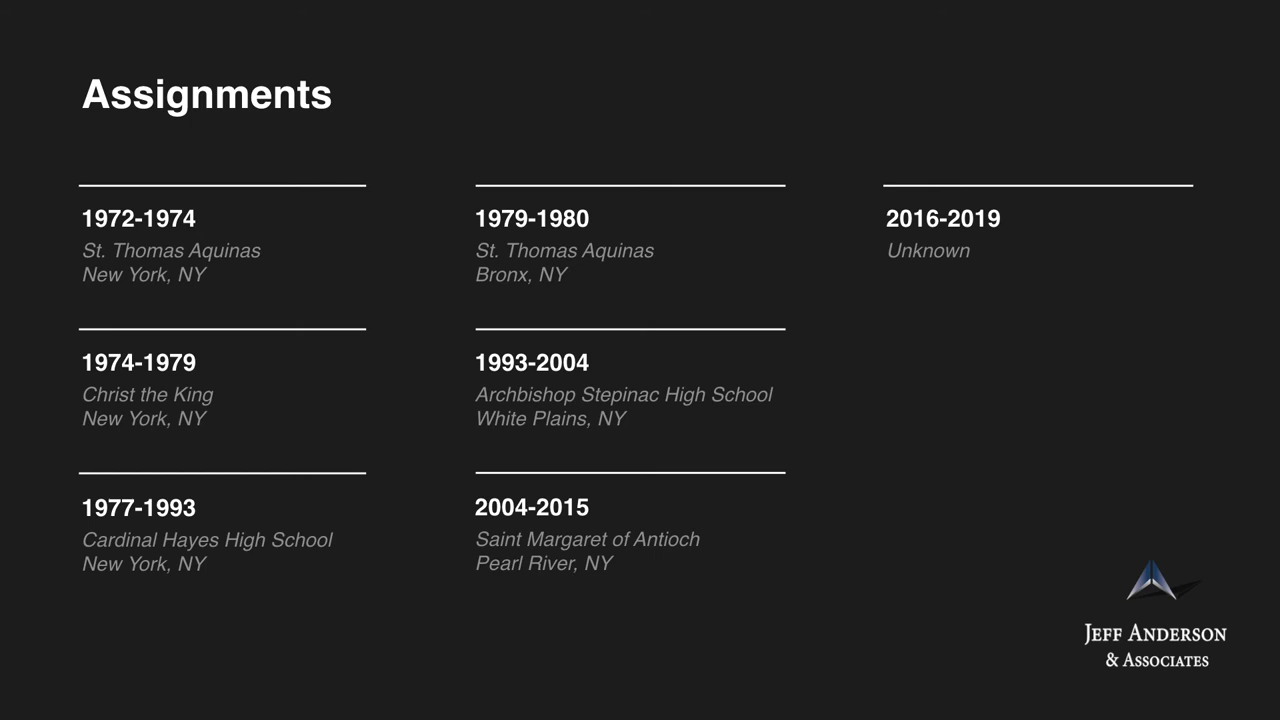 Assignments
1972-1974
St. Thomas Aquinas
New York, NY
1974-1979
Christ the King
New York, NY
1977-1993
Cardinal Hayes High School
New York, NY
1979-1980
St. Thomas Aquinas
Bronx, NY
1993-2004
Archbishop Stepinac High School
White Plains, NY
2004-2015
Saint Margaret of Antioch
Pearl River, NY
2016-2019
Unknown
JEFF ANDERSON
& ASSOCIATES